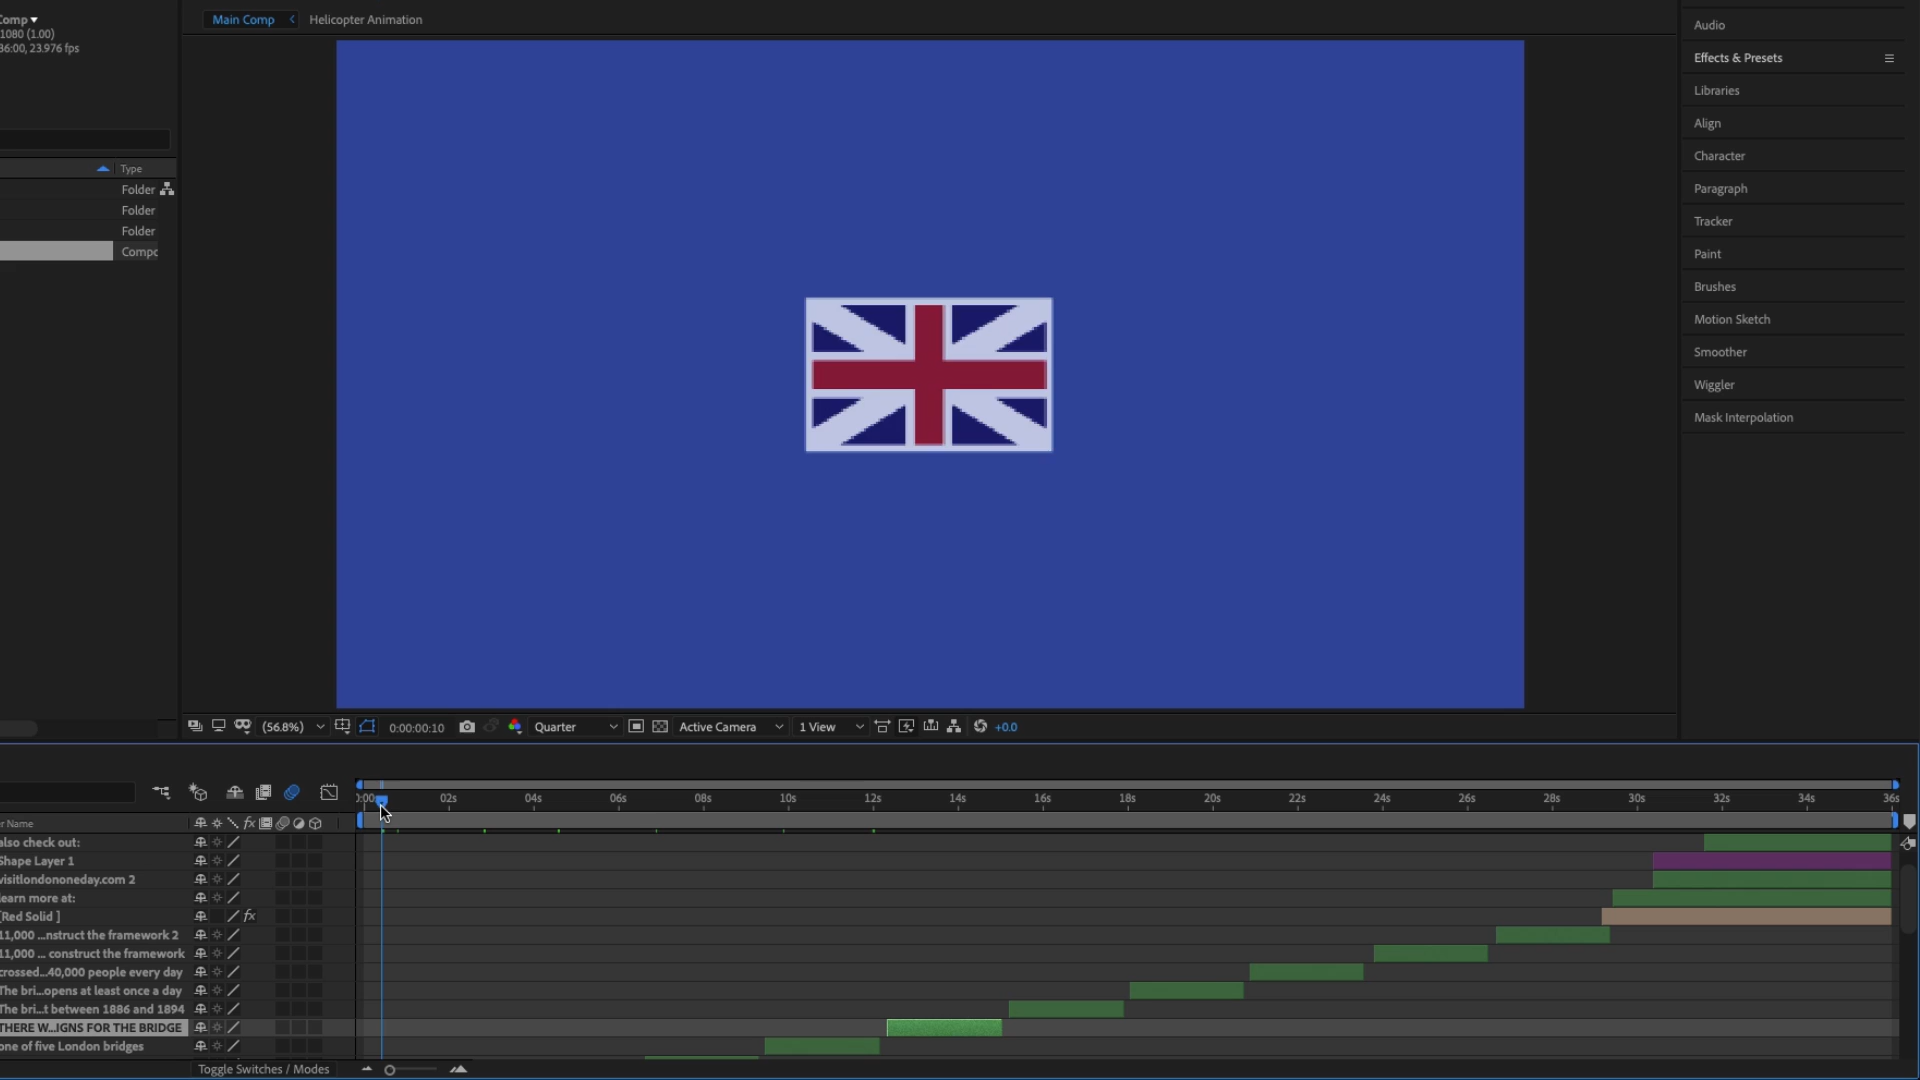 Comp
Main Comp
Helicopter Animation
1080 (1.00)
36:00, 23.976 fps
Type
Folder
Folder
Folder
Compo
Audio
Effects & Presets
Libraries
Align
Character
Paragraph
Tracker
Paint
Brushes
Motion Sketch
Smoother
Wiggler
Mask Interpolation
(56.8%)
0:00:00:10
Quarter
Active Camera
1 View
+0.0
0:00
02s
04s
06s
08s
10s
12s
14s
16s
18s
20s
22s
24s
26s
28s
30s
32s
34s
36s
r Name
fx
also check out:
Shape Layer 1
visitlondononeday.com 2
learn more at:
[Red Solid ]
fx
11,000 ...nstruct the framework 2
11,000 ... construct the framework
crossed...40,000 people every day
The bri...opens at least once a day
The bri...t between 1886 and 1894
THERE W...IGNS FOR THE BRIDGE
one of five London bridges
Toggle Switches / Modes